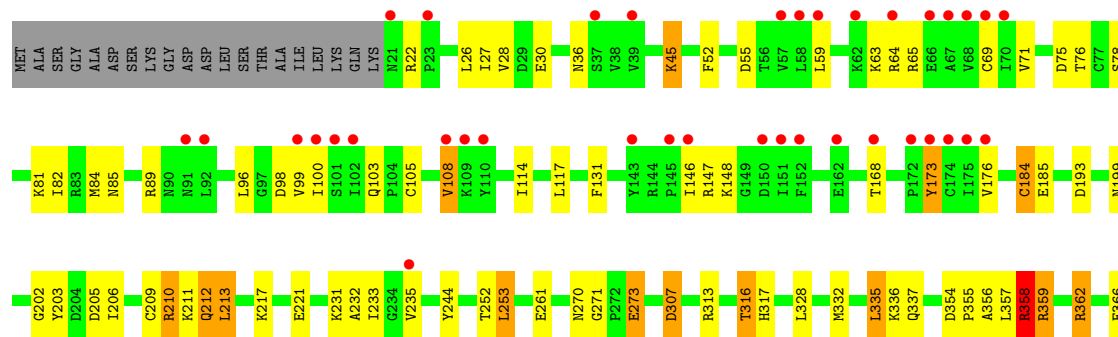 MET ALA SER GLY ALA ASP SER LYS GLY ASP ASP LEU SER THR ALA ILE LEU LYS GLN LYS N21 R22 P23 L26 I27 V28 D29 E30 N36 S37 V38 V39 K45 F52 D55 T56 V57 L58 L59 K62 K63 R64 R65 E66 A67 V68 C69 I70 V71 D75 T76 C77 S78
K81 I82 R83 M84 N85 R89 N90 N91 L92 L96 G97 D98 V99 I100 S101 I102 Q103 P104 C105 V108 K109 Y110 I114 L117 F131 Y143 R144 P145 I146 R147 K148 G149 D150 I151 F152 E162 T168 P172 Y173 C174 I175 V176 C184 E185 D193 N199
G202 Y203 D204 D205 I206 C209 R210 K211 Q212 L213 K217 E221 K231 A232 I233 G234 V235 Y244 T252 L253 E261 N270 G271 P272 E273 D307 R313 T316 H317 L328 M332 L335 K336 Q337 D354 P355 A356 L357 R358 R359 R362 F366